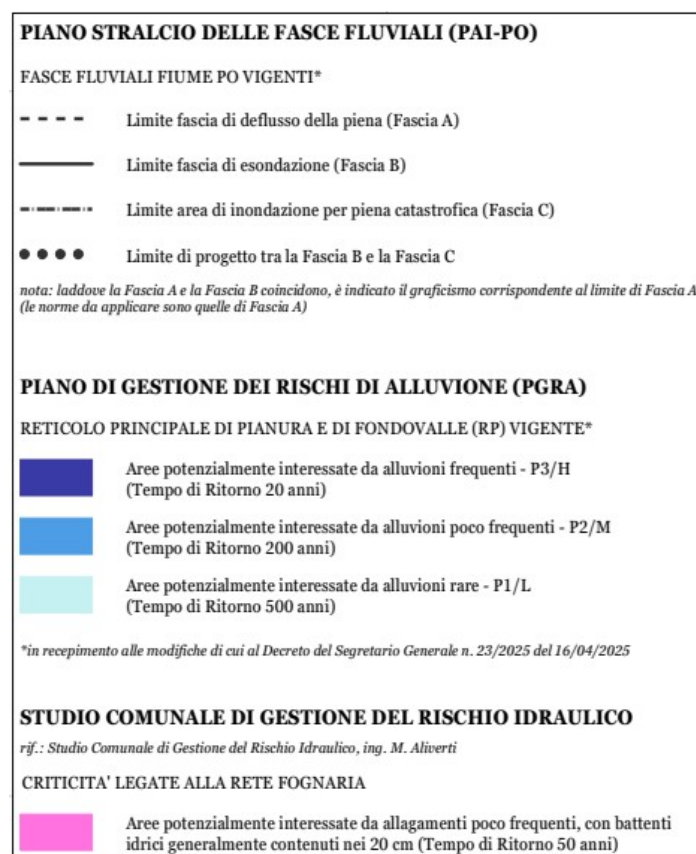 PIANO STRALCIO DELLE FASCE FLUVIALI (PAI-PO)
FASCE FLUVIALI FIUME PO VIGENTI*
Limite fascia di deflusso della piena (Fascia A)
Limite fascia di esondazione (Fascia B)
Limite area di inondazione per piena catastrofica (Fascia C)
Limite di progetto tra la Fascia B e la Fascia C
nota: laddove la Fascia A e la Fascia B coincidono, è indicato il graficismo corrispondente al limite di Fascia A
(le norme da applicare sono quelle di Fascia A)
PIANO DI GESTIONE DEI RISCHI DI ALLUVIONE (PGRA)
RETICOLO PRINCIPALE DI PIANURA E DI FONDOVALLE (RP) VIGENTE*
Aree potenzialmente interessate da alluvioni frequenti - P3/H
(Tempo di Ritorno 20 anni)
Aree potenzialmente interessate da alluvioni poco frequenti - P2/M
(Tempo di Ritorno 200 anni)
Aree potenzialmente interessate da alluvioni rare - P1/L
(Tempo di Ritorno 500 anni)
*in recepimento alle modifiche di cui al Decreto del Segretario Generale n. 23/2025 del 16/04/2025
STUDIO COMUNALE DI GESTIONE DEL RISCHIO IDRAULICO
rif.: Studio Comunale di Gestione del Rischio Idraulico, ing. M. Aliverti
CRITICITA' LEGATE ALLA RETE FOGNARIA
Aree potenzialmente interessate da allagamenti poco frequenti, con battenti
idrici generalmente contenuti nei 20 cm (Tempo di Ritorno 50 anni)